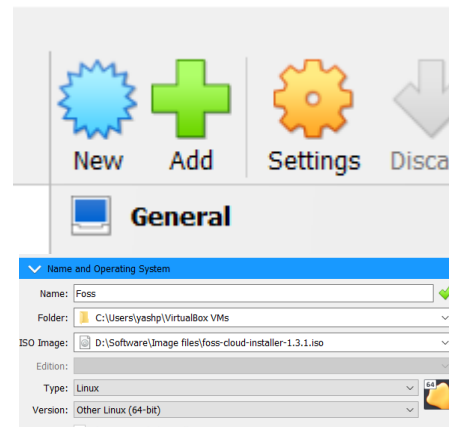 New Add Settings Disca
General
Name and Operating System
Name: Foss
Folder: C:\Users\yashp\VirtualBox VMs
ISO Image: D:\Software\Image files\foss-cloud-installer-1.3.1.iso
Edition:
Type: Linux
64
Version: Other Linux (64-bit)